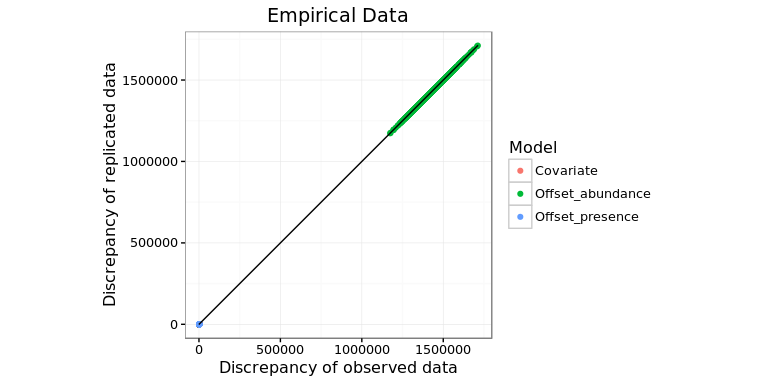 Empirical Data
Discrepancy of replicated data
1500000
1000000
500000
0
0 500000 1000000 1500000
Discrepancy of observed data
Model
Covariate
Offset_abundance
Offset_presence